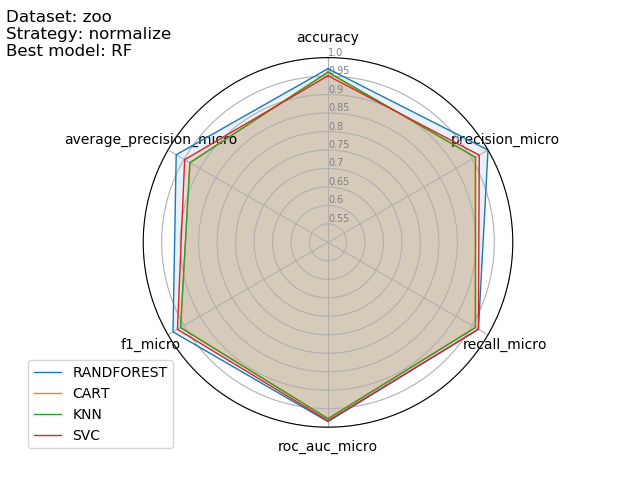 Dataset: zoo
Strategy: normalize
Best model: RF
accuracy
1.0
0.95
0.9
0.85
0.8
0.75
0.7
0.65
0.6
0.55
average_precision_micro
precision_micro
f1_micro
recall_micro
roc_auc_micro
RANDFOREST
CART
KNN
SVC